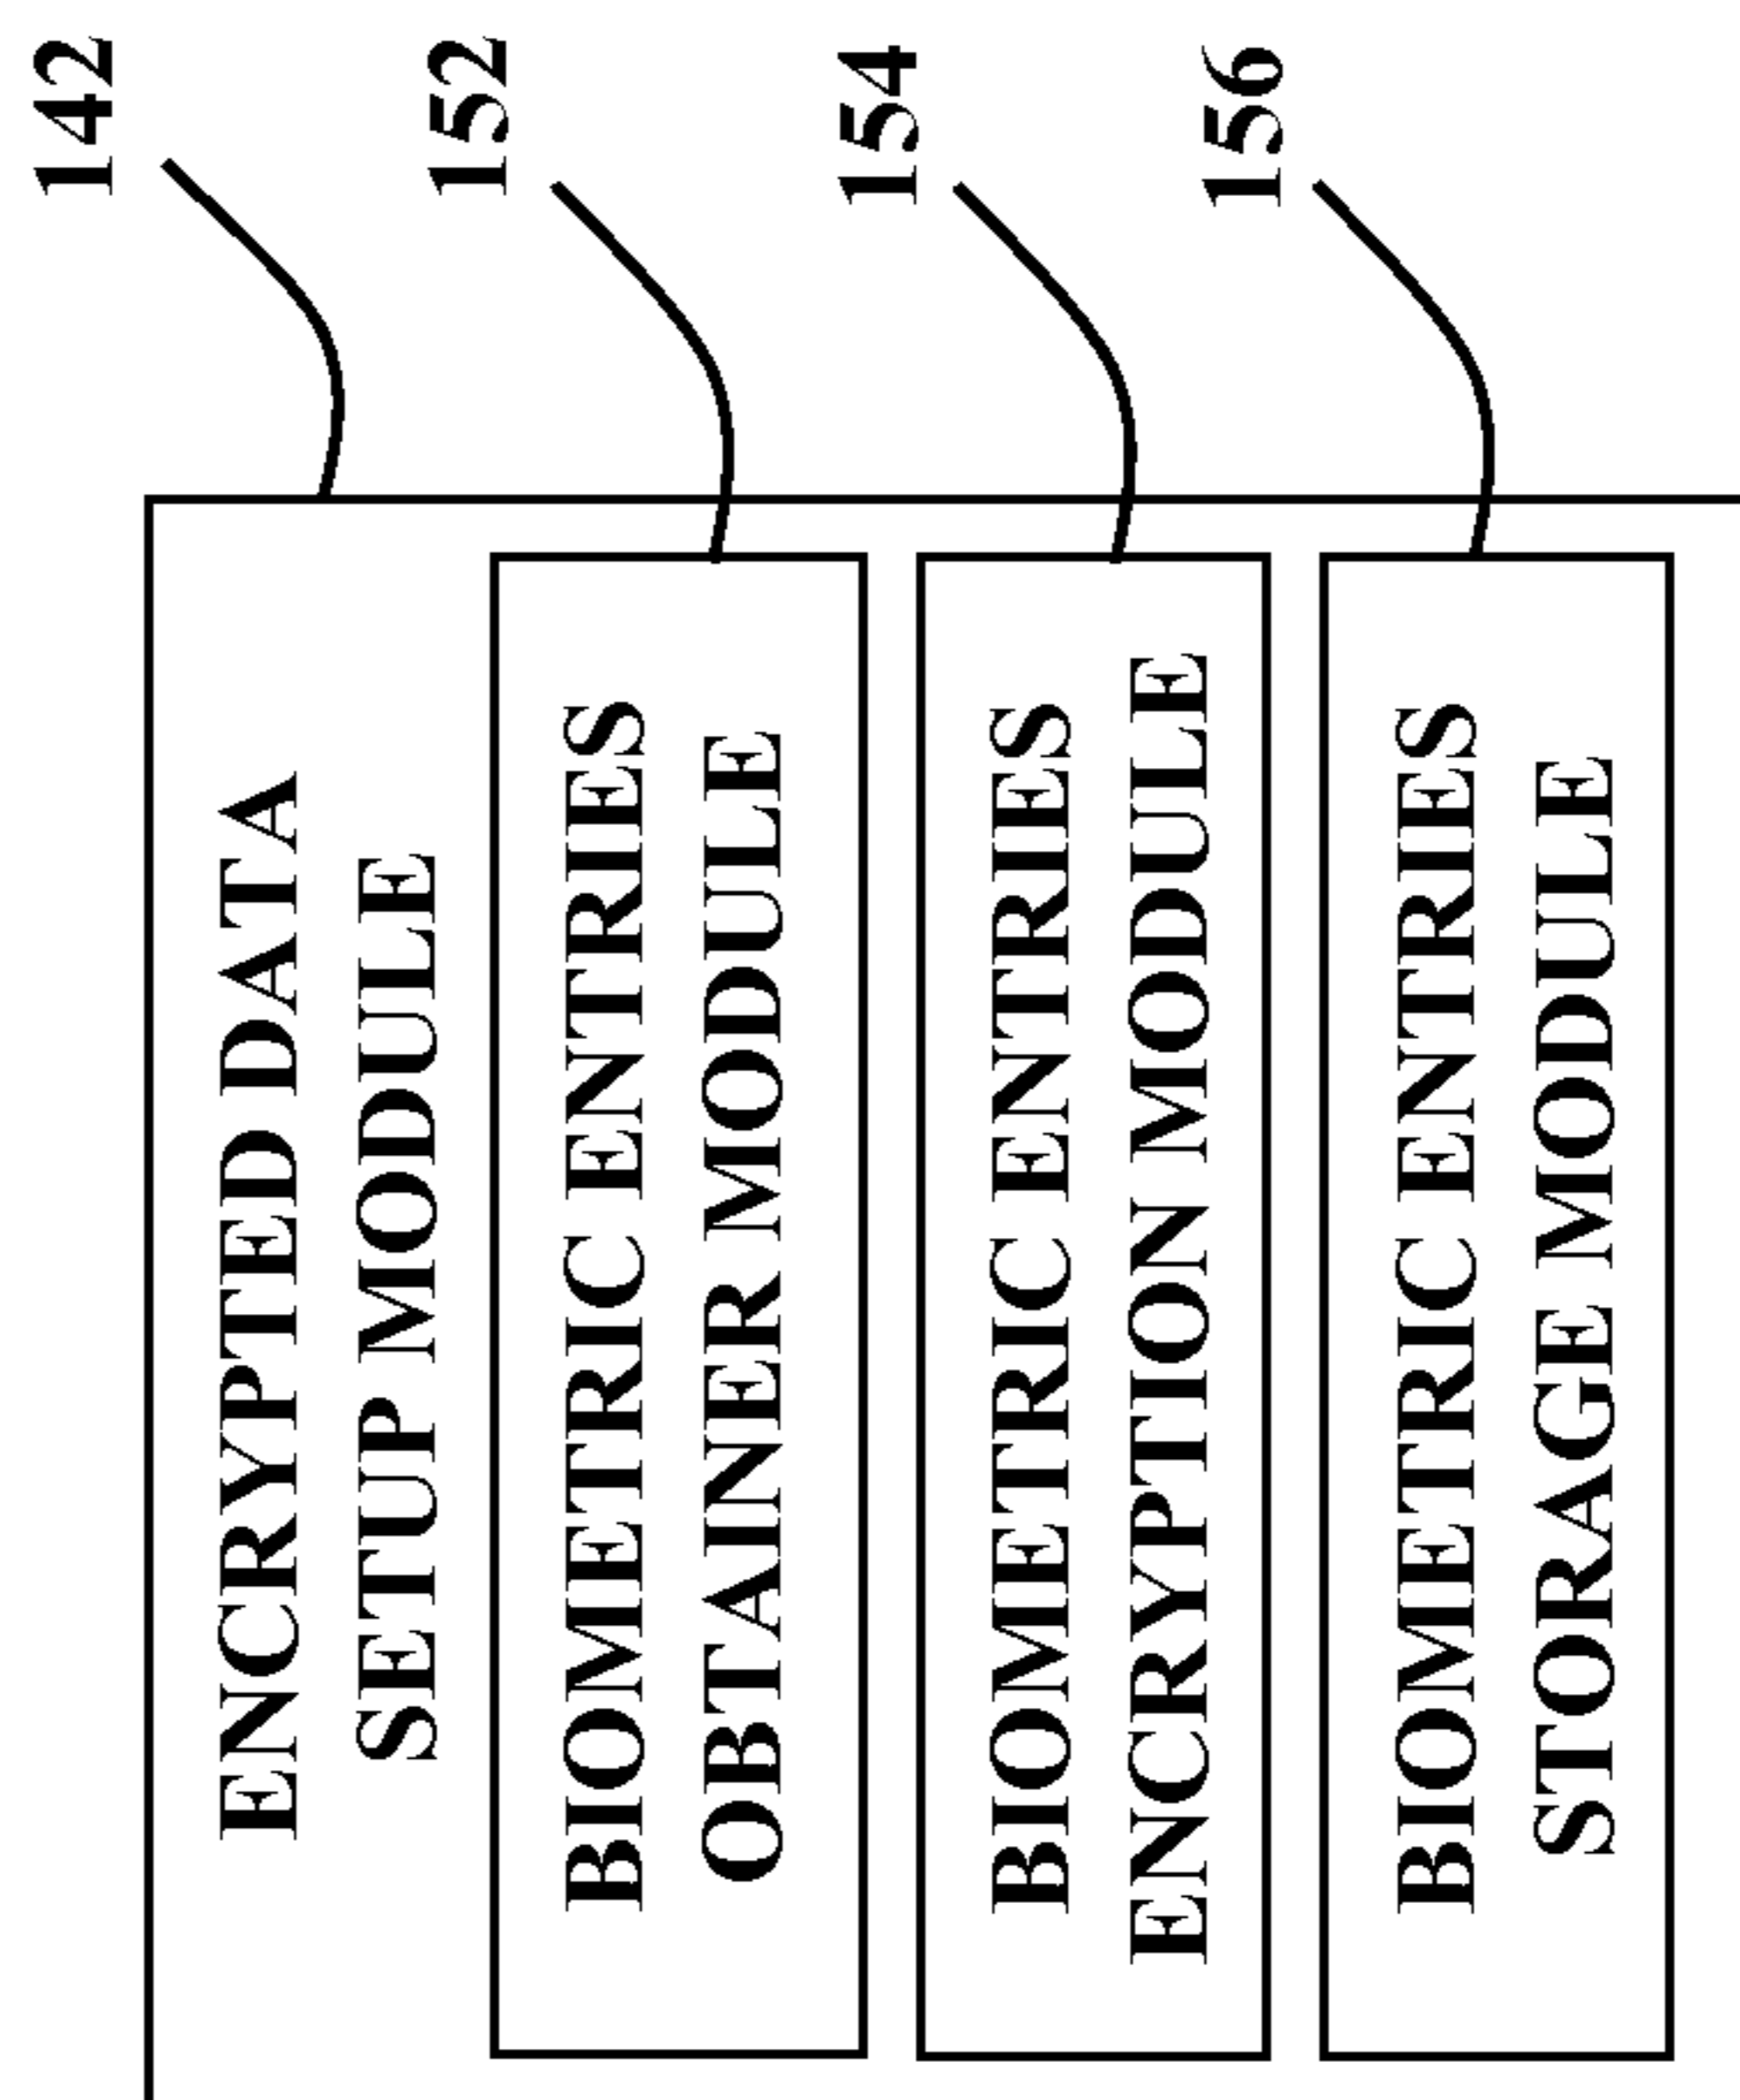 142
ENCRYPTED DATA
SETUP MODULE
152
BIOMETRIC ENTRIES
OBTAINER MODULE
154
BIOMETRIC ENTRIES
ENCRYPTION MODULE
156
BIOMETRIC ENTRIES
STORAGE MODULE